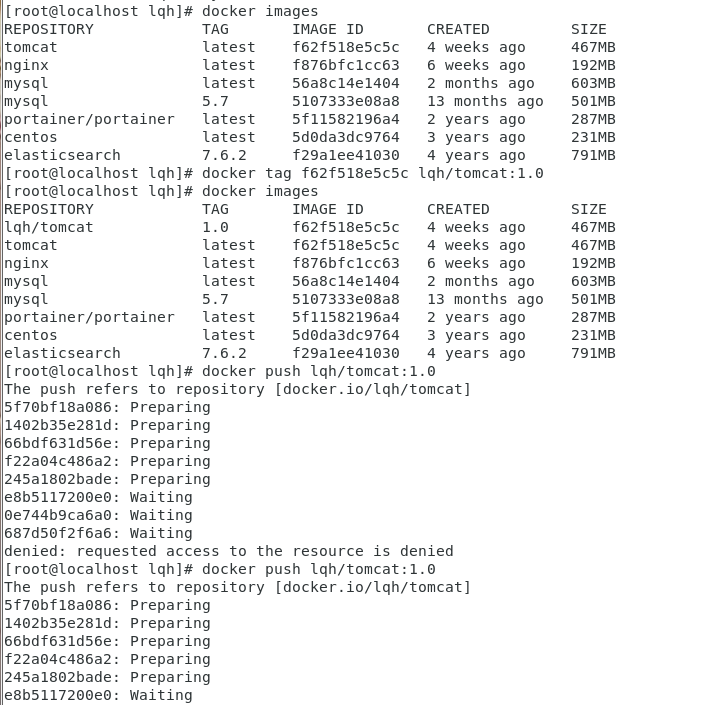 [root@localhost lqh]# docker images
REPOSITORY            TAG       IMAGE ID       CREATED         SIZE
tomcat                latest    f62f518e5c5c   4 weeks ago     467MB
nginx                 latest    f876bfc1cc63   6 weeks ago     192MB
mysql                 latest    56a8c14e1404   2 months ago    603MB
mysql                 5.7       5107333e08a8   13 months ago   501MB
portainer/portainer   latest    5f11582196a4   2 years ago     287MB
centos                latest    5d0da3dc9764   3 years ago     231MB
elasticsearch         7.6.2     f29a1ee41030   4 years ago     791MB
[root@localhost lqh]# docker tag f62f518e5c5c lqh/tomcat:1.0
[root@localhost lqh]# docker images
REPOSITORY            TAG       IMAGE ID       CREATED         SIZE
lqh/tomcat            1.0       f62f518e5c5c   4 weeks ago     467MB
tomcat                latest    f62f518e5c5c   4 weeks ago     467MB
nginx                 latest    f876bfc1cc63   6 weeks ago     192MB
mysql                 latest    56a8c14e1404   2 months ago    603MB
mysql                 5.7       5107333e08a8   13 months ago   501MB
portainer/portainer   latest    5f11582196a4   2 years ago     287MB
centos                latest    5d0da3dc9764   3 years ago     231MB
elasticsearch         7.6.2     f29a1ee41030   4 years ago     791MB
[root@localhost lqh]# docker push lqh/tomcat:1.0
The push refers to repository [docker.io/lqh/tomcat]
5f70bf18a086: Preparing
1402b35e281d: Preparing
66bdf631d56e: Preparing
f22a04c486a2: Preparing
245a1802bade: Preparing
e8b5117200e0: Waiting
0e744b9ca6a0: Waiting
687d50f2f6a6: Waiting
denied: requested access to the resource is denied
[root@localhost lqh]# docker push lqh/tomcat:1.0
The push refers to repository [docker.io/lqh/tomcat]
5f70bf18a086: Preparing
1402b35e281d: Preparing
66bdf631d56e: Preparing
f22a04c486a2: Preparing
245a1802bade: Preparing
e8b5117200e0: Waiting